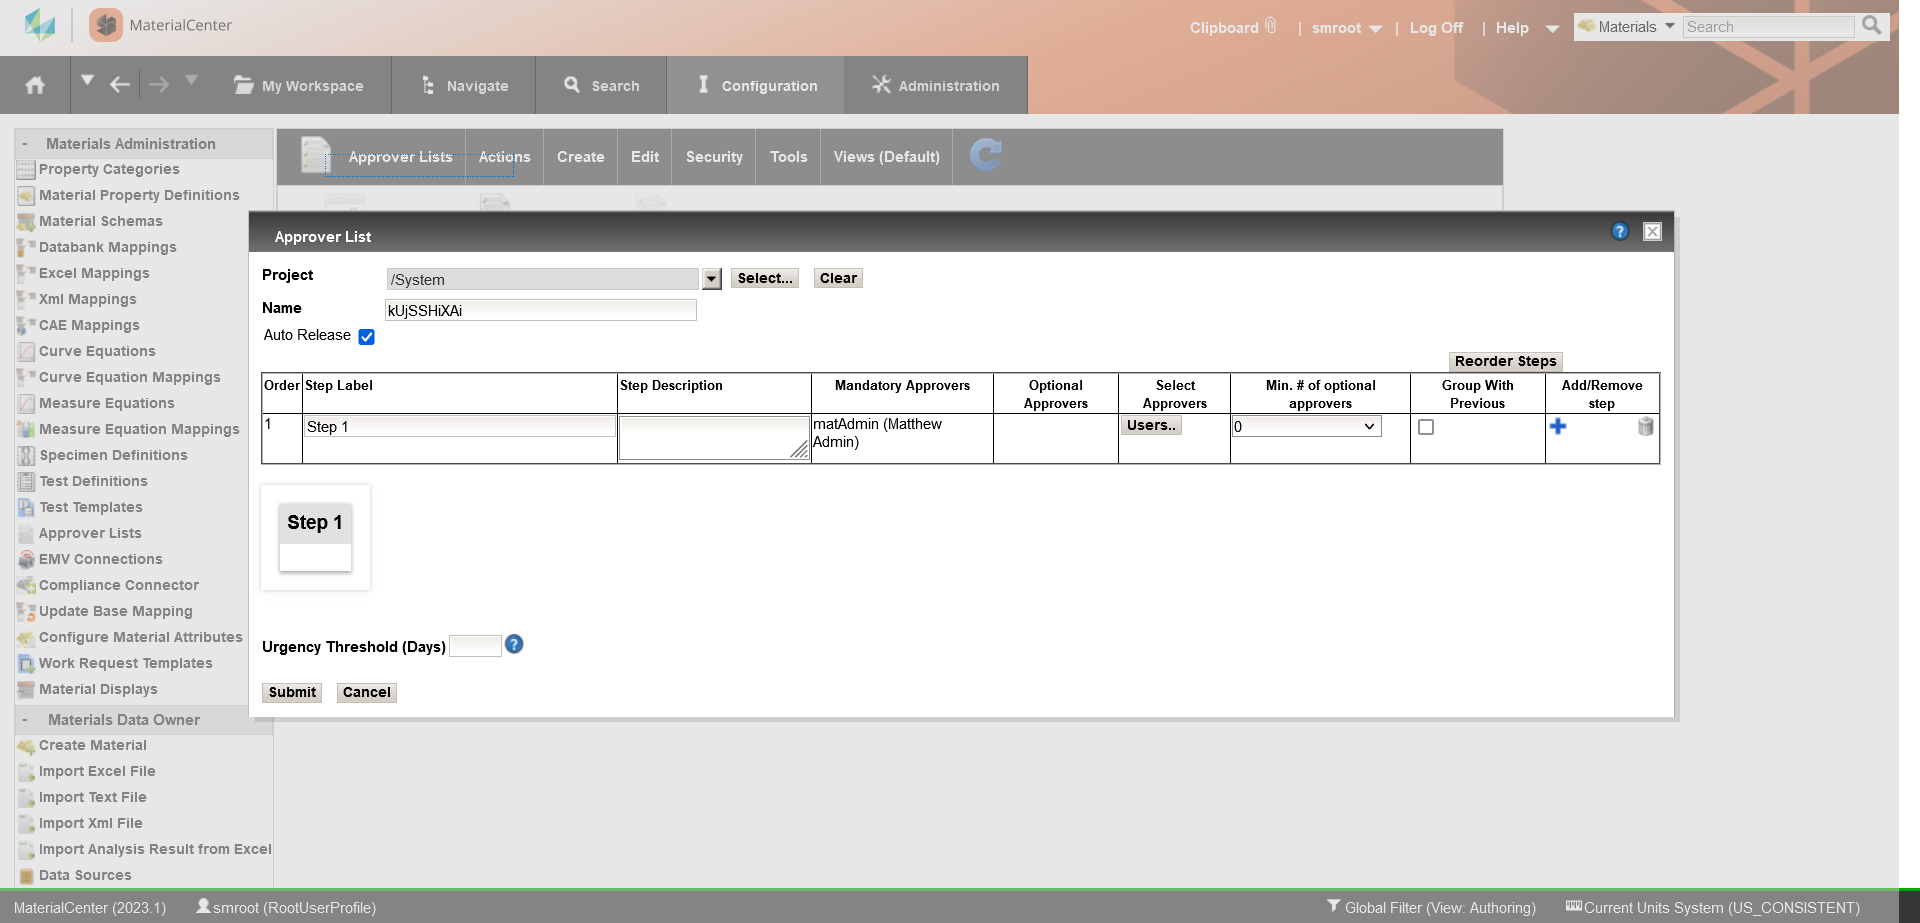 MaterialCenter
Clipboard | smroot | Log Off | Help
Materials Search
My Workspace Navigate Search Configuration Administration
- Materials Administration
Property Categories
Material Property Definitions
Material Schemas
Databank Mappings
Excel Mappings
Xml Mappings
CAE Mappings
Curve Equations
Curve Equation Mappings
Measure Equations
Measure Equation Mappings
Specimen Definitions
Test Definitions
Test Templates
Approver Lists
EMV Connections
Compliance Connector
Update Base Mapping
Configure Material Attributes
Work Request Templates
Material Displays
- Materials Data Owner
Create Material
Import Excel File
Import Text File
Import Xml File
Import Analysis Result from Excel
Data Sources
Approver Lists Actions Create Edit Security Tools Views (Default)
Approver List
Project /System Select... Clear
Name kUjSSHiXAi
Auto Release
Reorder Steps
Order Step Label Step Description Mandatory Approvers Optional Approvers Select Approvers Min. # of optional approvers Group With Previous Add/Remove step
1 Step 1 matAdmin (Matthew Admin) Users.. 0
Step 1
Urgency Threshold (Days)
Submit Cancel
MaterialCenter (2023.1) smroot (RootUserProfile) Global Filter (View: Authoring) Current Units System (US_CONSISTENT)